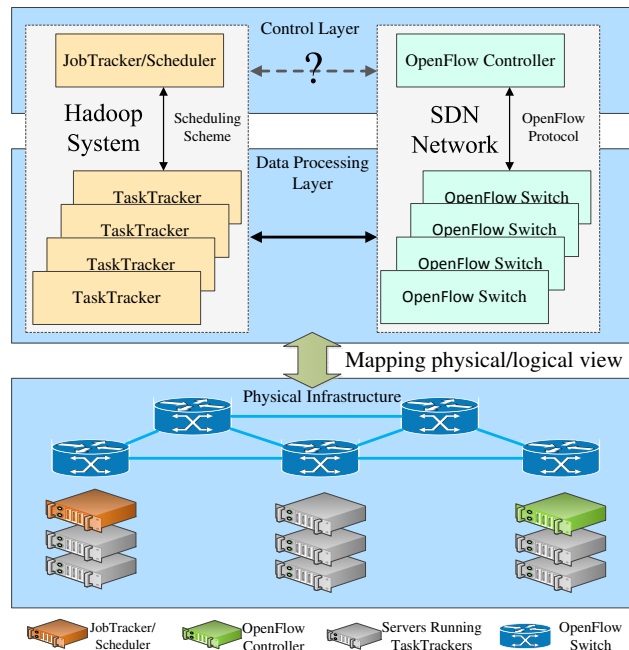 Control Layer
JobTracker/Scheduler
?
OpenFlow Controller
Hadoop
System
Scheduling
Scheme
SDN
Network
OpenFlow
Protocol
Data Processing
Layer
TaskTracker
TaskTracker
TaskTracker
TaskTracker
OpenFlow Switch
OpenFlow Switch
OpenFlow Switch
OpenFlow Switch
Mapping physical/logical view
Physical Infrastructure
JobTracker/
Scheduler
OpenFlow
Controller
Servers Running
TaskTrackers
OpenFlow
Switch